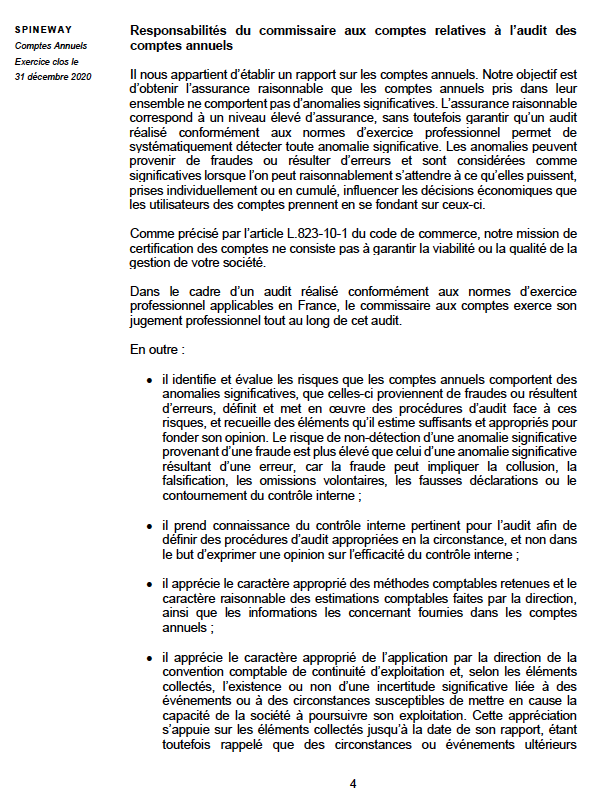 SPINEWAY
Comptes Annuels
Exercice clos le
31 décembre 2020
Responsabilités du commissaire aux comptes relatives à l’audit des
comptes annuels
Il nous appartient d’établir un rapport sur les comptes annuels. Notre objectif est
d’obtenir l’assurance raisonnable que les comptes annuels pris dans leur
ensemble ne comportent pas d’anomalies significatives. L’assurance raisonnable
correspond à un niveau élevé d’assurance, sans toutefois garantir qu’un audit
réalisé conformément aux normes d’exercice professionnel permet de
systématiquement détecter toute anomalie significative. Les anomalies peuvent
provenir de fraudes ou résulter d’erreurs et sont considérées comme
significatives lorsque l’on peut raisonnablement s’attendre à ce qu’elles puissent,
prises individuellement ou en cumulé, influencer les décisions économiques que
les utilisateurs des comptes prennent en se fondant sur ceux-ci.
Comme précisé par l’article L.823-10-1 du code de commerce, notre mission de
certification des comptes ne consiste pas à garantir la viabilité ou la qualité de la
gestion de votre société.
Dans le cadre d’un audit réalisé conformément aux normes d’exercice
professionnel applicables en France, le commissaire aux comptes exerce son
jugement professionnel tout au long de cet audit.
En outre :
• il identifie et évalue les risques que les comptes annuels comportent des
anomalies significatives, que celles-ci proviennent de fraudes ou résultent
d’erreurs, définit et met en œuvre des procédures d’audit face à ces
risques, et recueille des éléments qu’il estime suffisants et appropriés pour
fonder son opinion. Le risque de non-détection d’une anomalie significative
provenant d’une fraude est plus élevé que celui d’une anomalie significative
résultant d’une erreur, car la fraude peut impliquer la collusion, la
falsification, les omissions volontaires, les fausses déclarations ou le
contournement du contrôle interne ;
• il prend connaissance du contrôle interne pertinent pour l’audit afin de
définir des procédures d’audit appropriées en la circonstance, et non dans
le but d’exprimer une opinion sur l’efficacité du contrôle interne ;
• il apprécie le caractère approprié des méthodes comptables retenues et le
caractère raisonnable des estimations comptables faites par la direction,
ainsi que les informations les concernant fournies dans les comptes
annuels ;
• il apprécie le caractère approprié de l’application par la direction de la
convention comptable de continuité d’exploitation et, selon les éléments
collectés, l’existence ou non d’une incertitude significative liée à des
événements ou à des circonstances susceptibles de mettre en cause la
capacité de la société à poursuivre son exploitation. Cette appréciation
s’appuie sur les éléments collectés jusqu’à la date de son rapport, étant
toutefois rappelé que des circonstances ou événements ultérieurs
4